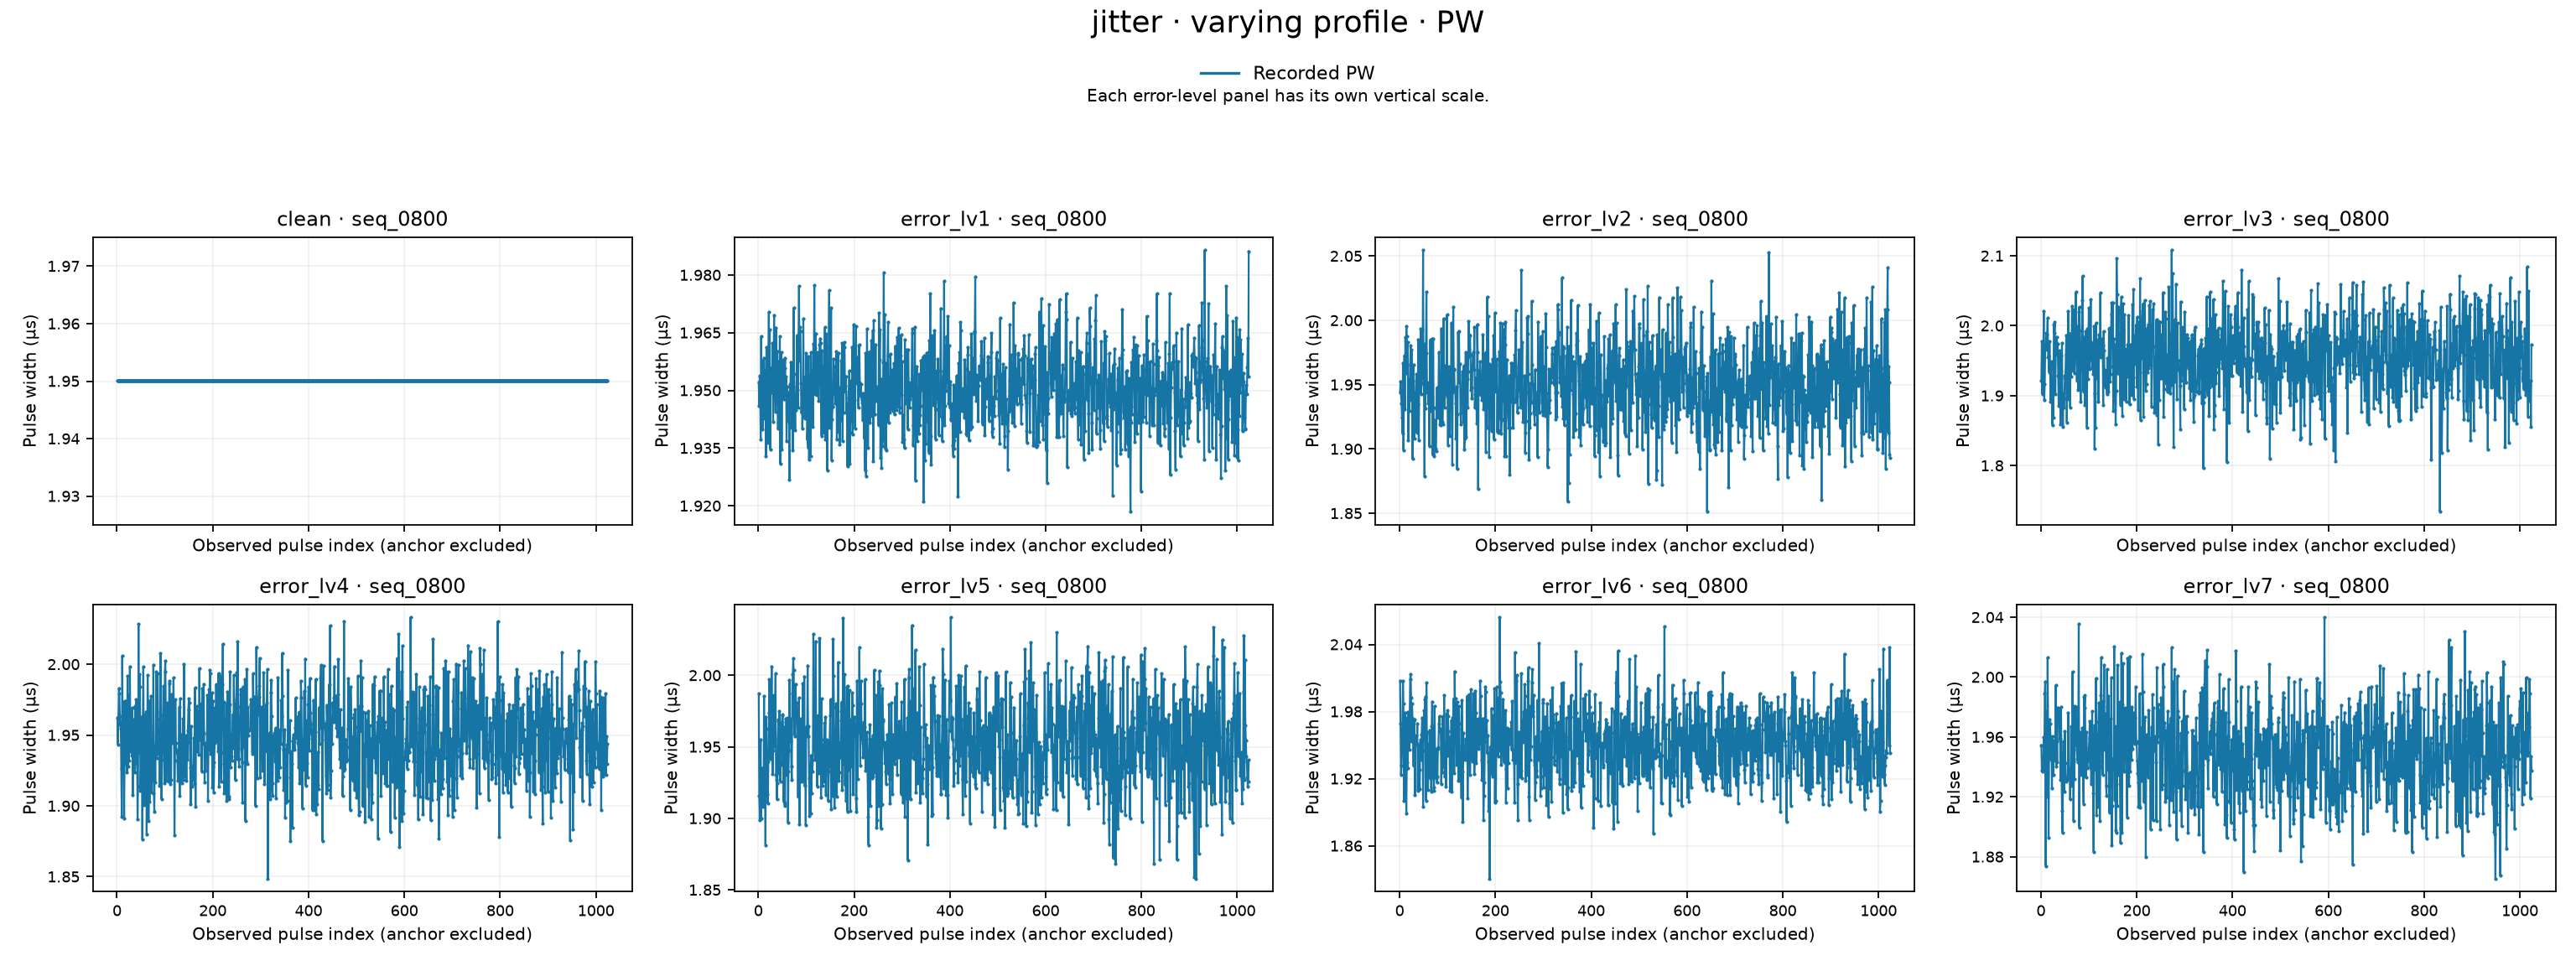 jitter · varying profile · PW
Recorded PW
Each error-level panel has its own vertical scale.
clean · seq_0800
Pulse width (µs)
1.97
1.96
1.95
1.94
1.93
Observed pulse index (anchor excluded)
error_lv1 · seq_0800
Pulse width (µs)
1.980
1.965
1.950
1.935
1.920
Observed pulse index (anchor excluded)
error_lv2 · seq_0800
Pulse width (µs)
2.05
2.00
1.95
1.90
1.85
Observed pulse index (anchor excluded)
error_lv3 · seq_0800
Pulse width (µs)
2.1
2.0
1.9
1.8
Observed pulse index (anchor excluded)
error_lv4 · seq_0800
Pulse width (µs)
2.00
1.95
1.90
1.85
0 200 400 600 800 1000
Observed pulse index (anchor excluded)
error_lv5 · seq_0800
Pulse width (µs)
2.00
1.95
1.90
1.85
0 200 400 600 800 1000
Observed pulse index (anchor excluded)
error_lv6 · seq_0800
Pulse width (µs)
2.04
1.98
1.92
1.86
0 200 400 600 800 1000
Observed pulse index (anchor excluded)
error_lv7 · seq_0800
Pulse width (µs)
2.04
2.00
1.96
1.92
1.88
0 200 400 600 800 1000
Observed pulse index (anchor excluded)